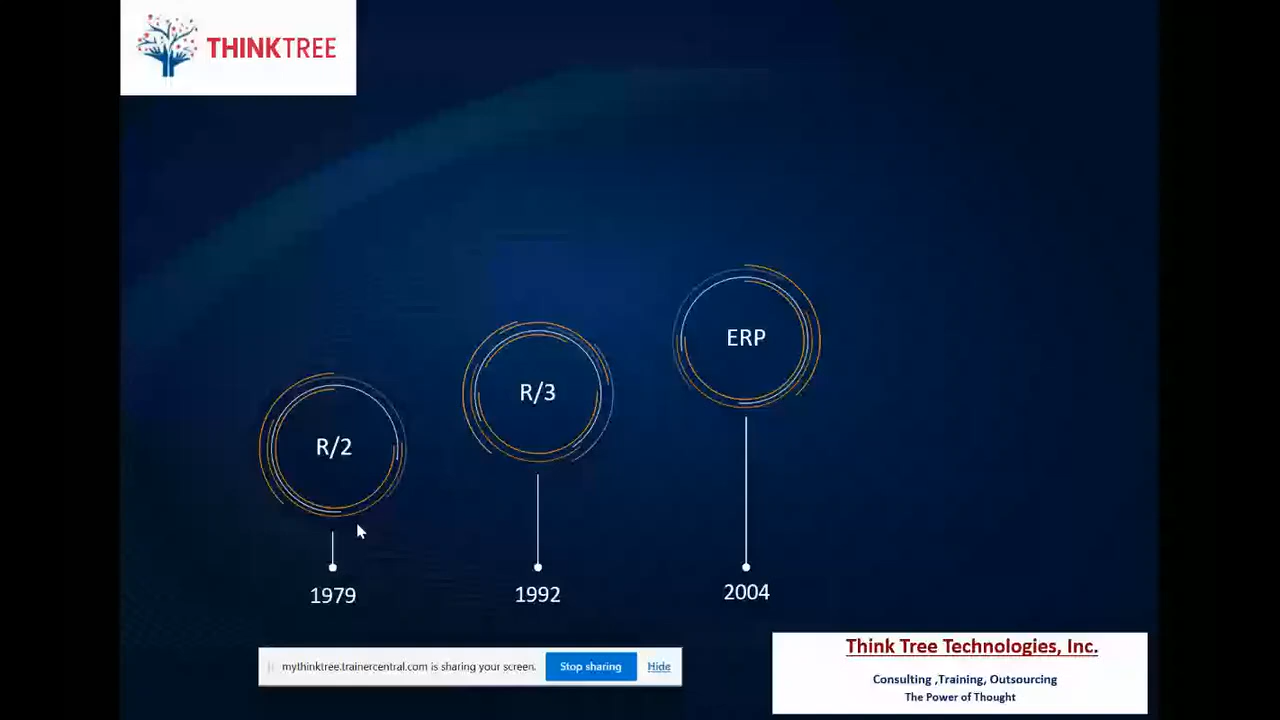 THINKTREE
ERP
R/3
R/2
1979
1992
2004
mythinktree.trainercentral.com is sharing your screen.
Stop sharing
Hide
Think Tree Technologies, Inc.
Consulting ,Training, Outsourcing
The Power of Thought